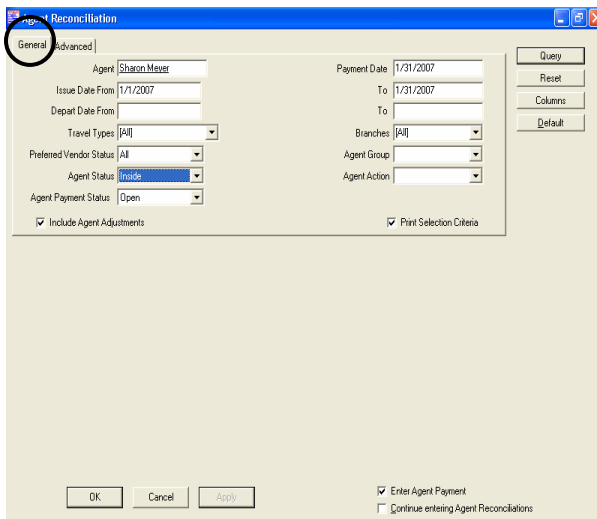 Agent Reconciliation
General Advanced
Agent Sharon Meyer Payment Date 1/31/2007
Issue Date From 1/1/2007 To 1/31/2007
Depart Date From To
Travel Types [All] Branches [All]
Preferred Vendor Status All Agent Group
Agent Status Inside Agent Action
Agent Payment Status Open
Include Agent Adjustments Print Selection Criteria
Query
Reset
Columns
Default
OK Cancel Apply
Enter Agent Payment
Continue entering Agent Reconciliations